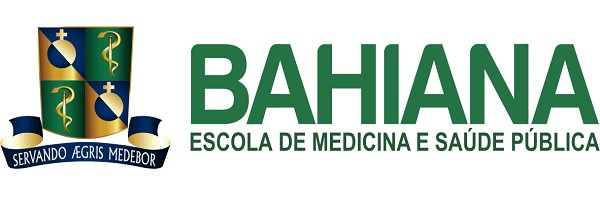 BAHIANA
ESCOLA DE MEDICINA E SAÚDE PÚBLICA
SERVANDO ÆGRIS MEDEBOR